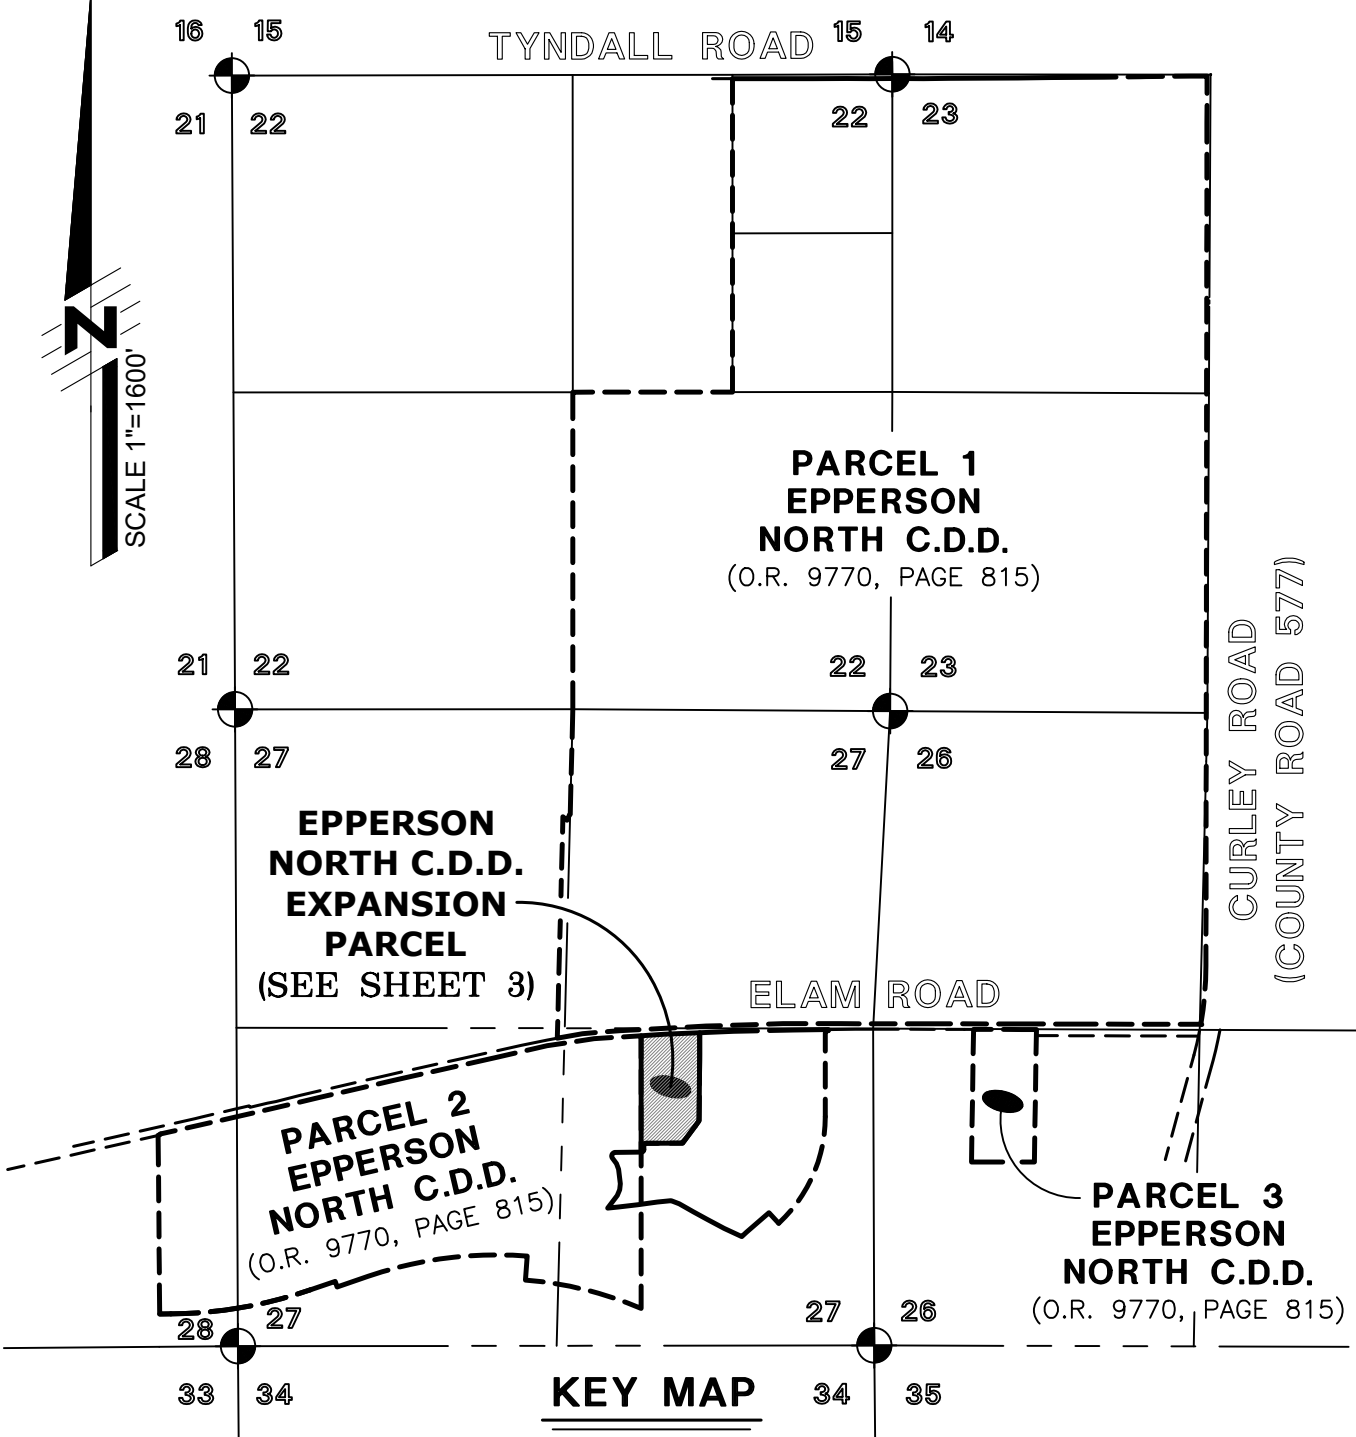 16 15
TYNDALL ROAD
15 14
21 22
22 23
N
SCALE 1"=1600'
PARCEL 1
EPPERSON
NORTH C.D.D.
(O.R. 9770, PAGE 815)
CURLEY ROAD
(COUNTY ROAD 577)
21 22
22 23
28 27
27 26
EPPERSON
NORTH C.D.D.
EXPANSION
PARCEL
(SEE SHEET 3)
ELAM ROAD
PARCEL 2
EPPERSON
NORTH C.D.D.
(O.R. 9770, PAGE 815)
PARCEL 3
EPPERSON
NORTH C.D.D.
(O.R. 9770, PAGE 815)
28 27
27 26
33 34
34 35
KEY MAP